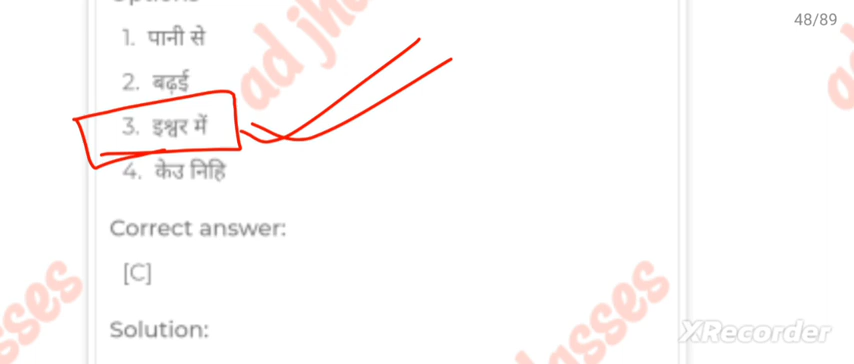 48/89
1. पानी से
2. बढ़ई
3. इश्वर में
4. केउ निहि
Correct answer:
[C]
Solution:
XRecorder